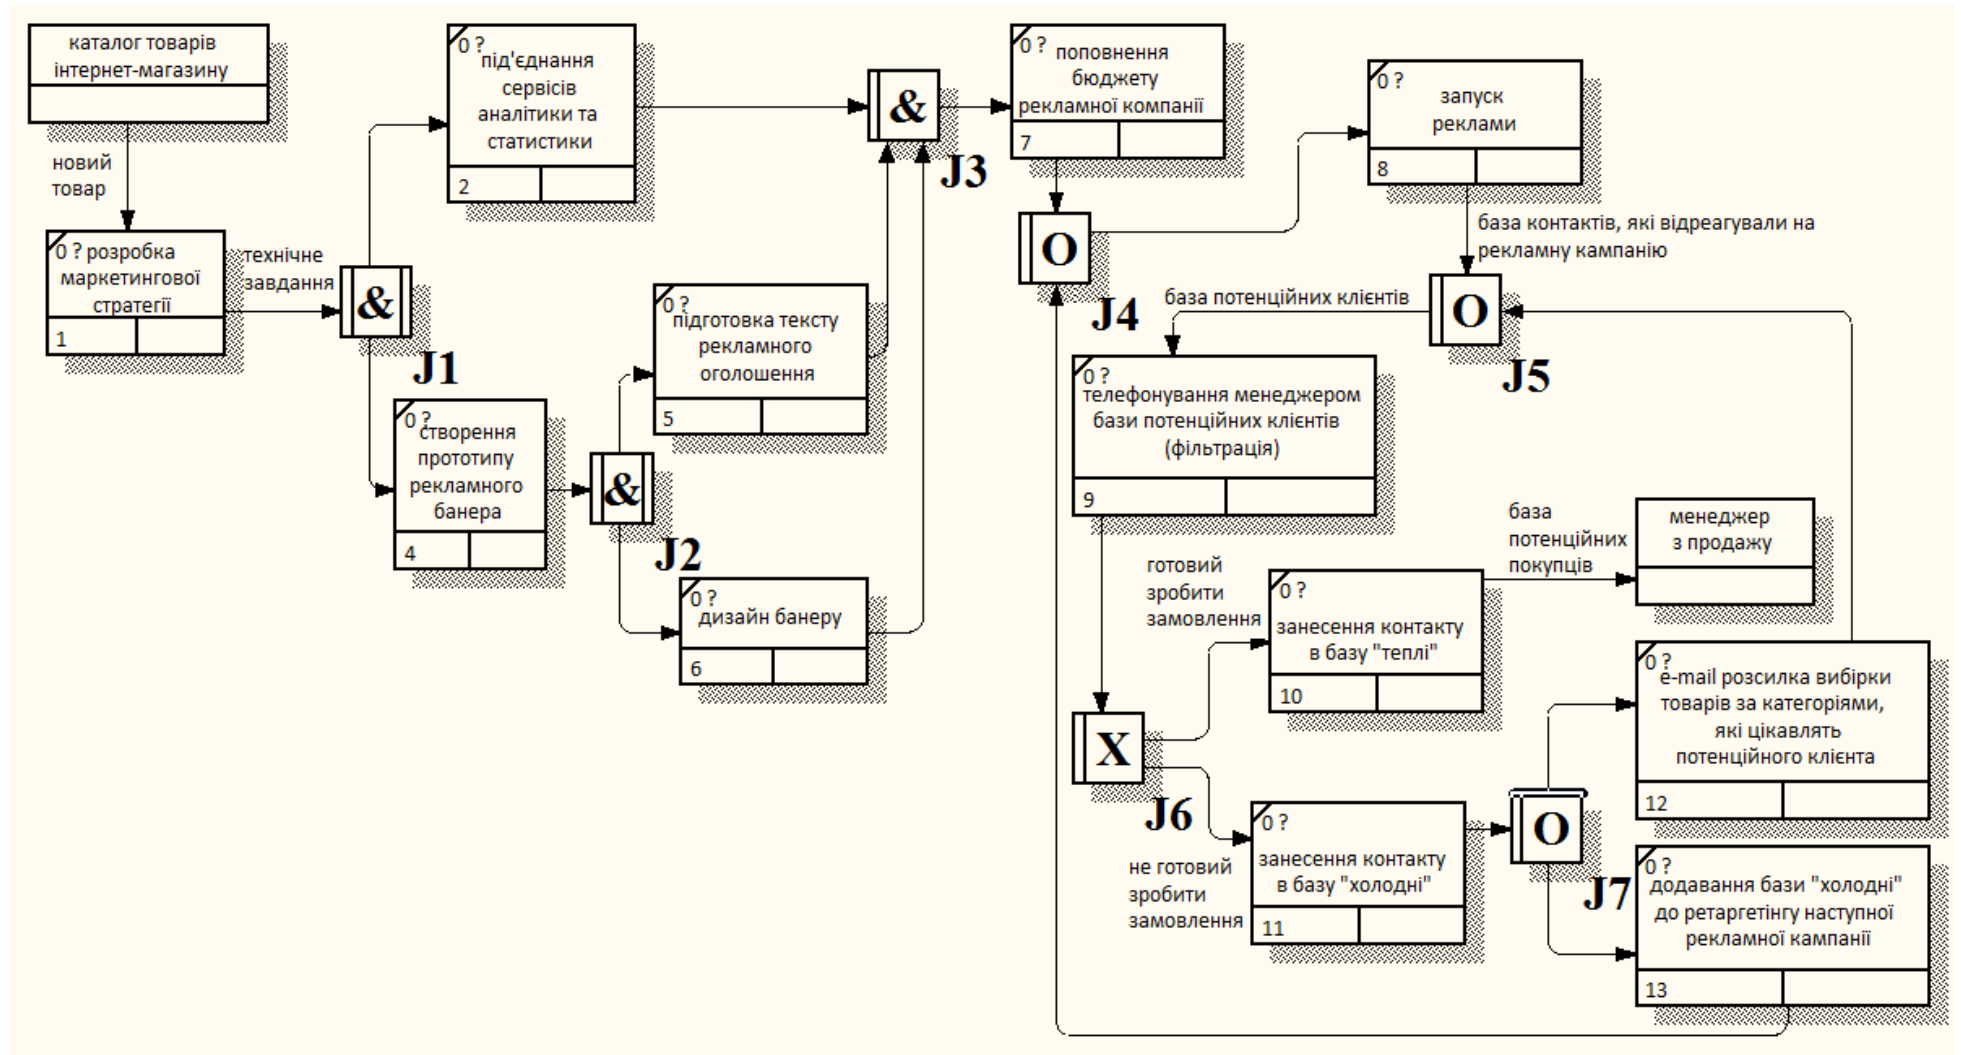 каталог товарів
інтернет-магазину
новий
товар
0 ? розробка
маркетингової
стратегії
1
технічне
завдання
&
J1
0 ?
під'єднання
сервісів
аналітики та
статистики
2
0 ?
створення
прототипу
рекламного
банера
4
&
J2
0 ?
підготовка тексту
рекламного
оголошення
5
0 ?
дизайн банеру
6
&
J3
0 ?
поповнення
бюджету
рекламної компанії
7
O
J4
0 ?
запуск
реклами
8
база контактів, які відреагували на
рекламну кампанію
O
J5
база потенційних клієнтів
0 ?
телефонування менеджером
бази потенційних клієнтів
(фільтрація)
9
X
J6
готовий
зробити
замовлення
0 ?
занесення контакту
в базу "теплі"
10
база
потенційних
покупців
менеджер
з продажу
не готовий
зробити
замовлення
0 ?
занесення контакту
в базу "холодні"
11
O
J7
0 ?
e-mail розсилка вибірки
товарів за категоріями,
які цікавлять
потенційного клієнта
12
0 ?
додавання бази "холодні"
до ретаргетінгу наступної
рекламної кампанії
13